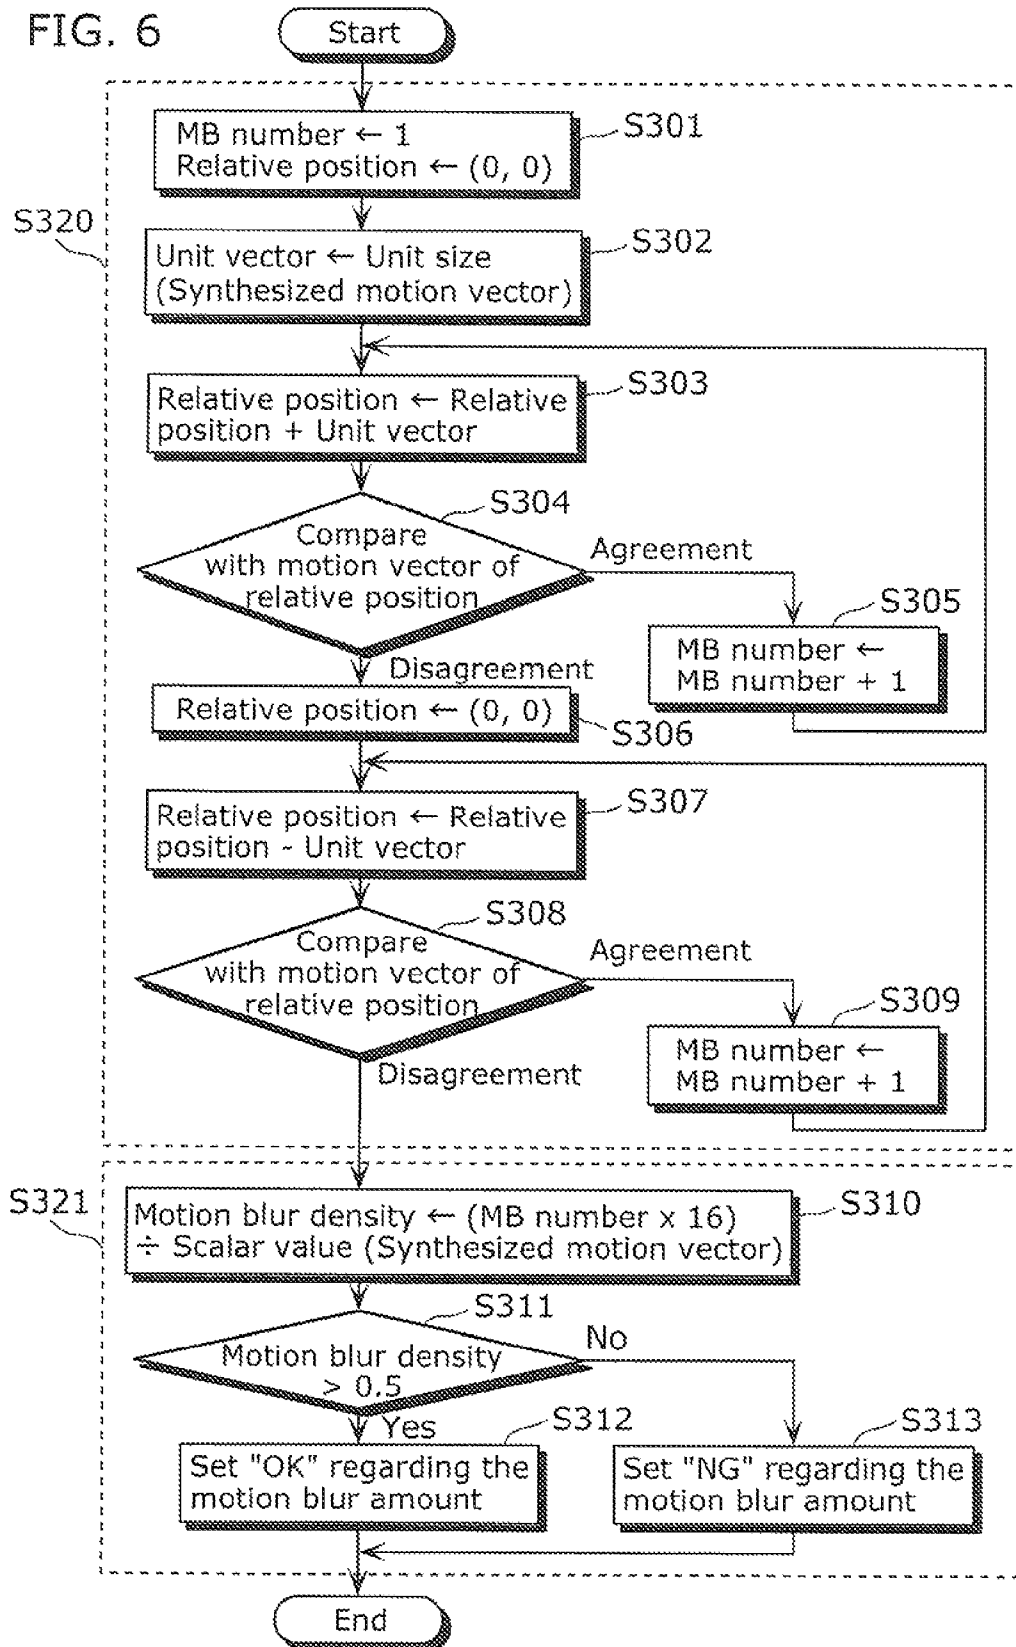 FIG. 6
Start
S320
MB number ← 1
Relative position ← (0, 0)
S301
Unit vector ← Unit size
(Synthesized motion vector)
S302
Relative position ← Relative
position + Unit vector
S303
Compare
with motion vector of
relative position
S304
Agreement
Disagreement
MB number ←
MB number + 1
S305
Relative position ← (0, 0)
S306
Relative position ← Relative
position - Unit vector
S307
Compare
with motion vector of
relative position
S308
Agreement
Disagreement
MB number ←
MB number + 1
S309
S321
Motion blur density ← (MB number x 16)
÷ Scalar value (Synthesized motion vector)
S310
Motion blur density
> 0.5
S311
No
Yes
Set "OK" regarding the
motion blur amount
S312
Set "NG" regarding the
motion blur amount
S313
End